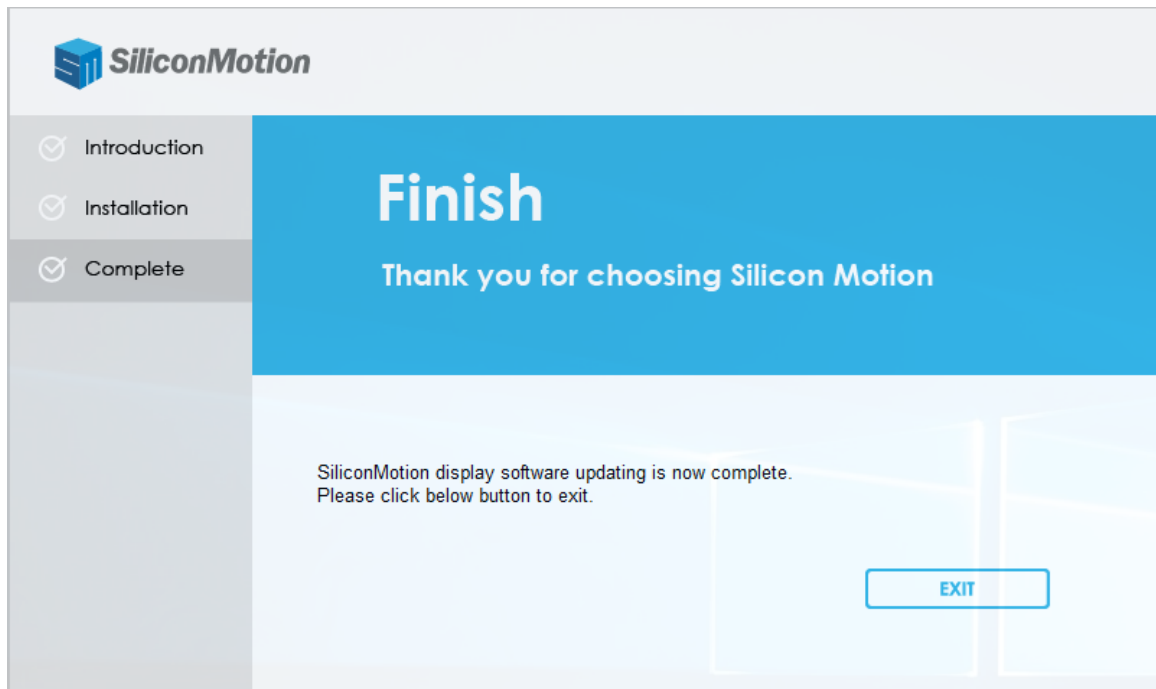 SiliconMotion
Introduction
Installation
Complete
Finish
Thank you for choosing Silicon Motion
SiliconMotion display software updating is now complete.
Please click below button to exit.
EXIT